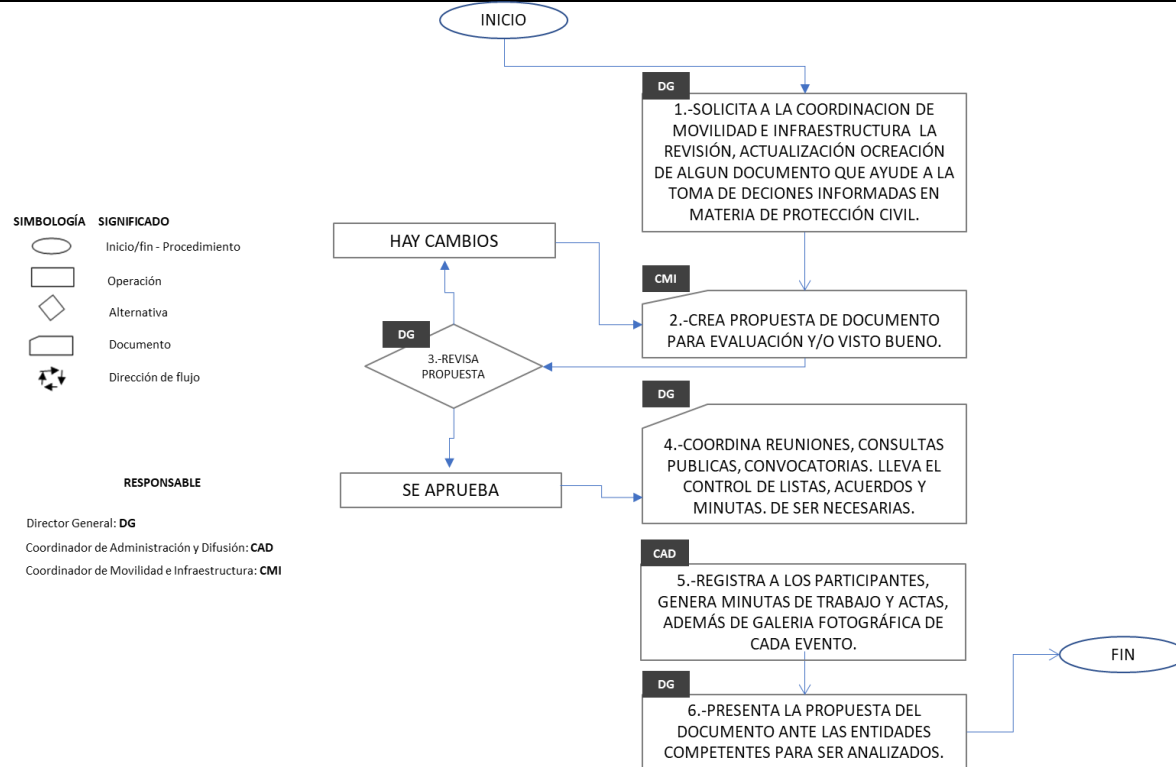 INICIO
DG
1.-SOLICITA A LA COORDINACION DE
MOVILIDAD E INFRAESTRUCTURA LA
REVISIÓN, ACTUALIZACIÓN OCREACIÓN
DE ALGUN DOCUMENTO QUE AYUDE A LA
TOMA DE DECIONES INFORMADAS EN
MATERIA DE PROTECCIÓN CIVIL.
SIMBOLOGÍA SIGNIFICADO
Inicio/fin - Procedimiento
Operación
Alternativa
Documento
Dirección de flujo
HAY CAMBIOS
CMI
2.-CREA PROPUESTA DE DOCUMENTO
PARA EVALUACIÓN Y/O VISTO BUENO.
DG
3.-REVISA
PROPUESTA
DG
4.-COORDINA REUNIONES, CONSULTAS
PUBLICAS, CONVOCATORIAS. LLEVA EL
CONTROL DE LISTAS, ACUERDOS Y
MINUTAS. DE SER NECESARIAS.
SE APRUEBA
RESPONSABLE
Director General: DG
Coordinador de Administración y Difusión: CAD
Coordinador de Movilidad e Infraestructura: CMI
CAD
5.-REGISTRA A LOS PARTICIPANTES,
GENERA MINUTAS DE TRABAJO Y ACTAS,
ADEMÁS DE GALERIA FOTOGRÁFICA DE
CADA EVENTO.
FIN
DG
6.-PRESENTA LA PROPUESTA DEL
DOCUMENTO ANTE LAS ENTIDADES
COMPETENTES PARA SER ANALIZADOS.